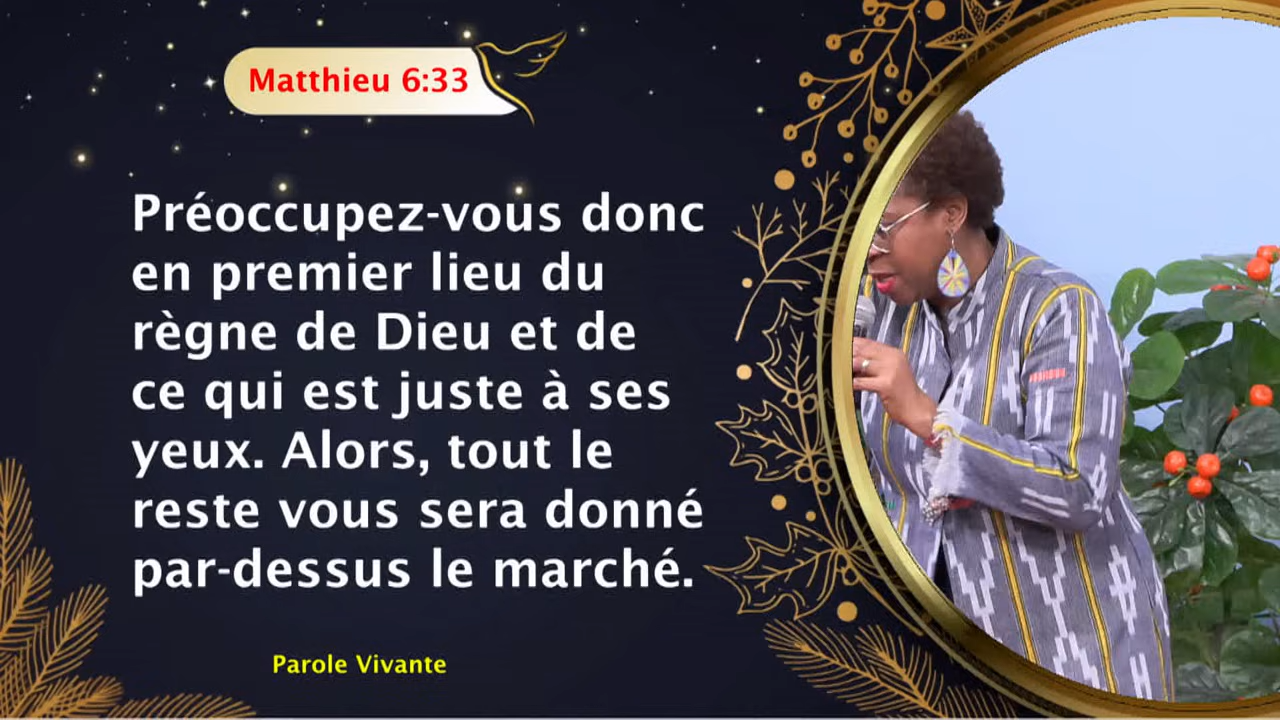 Matthieu 6:33
Préoccupez-vous donc
en premier lieu du
règne de Dieu et de
ce qui est juste à ses
yeux. Alors, tout le
reste vous sera donné
par-dessus le marché.
Parole Vivante